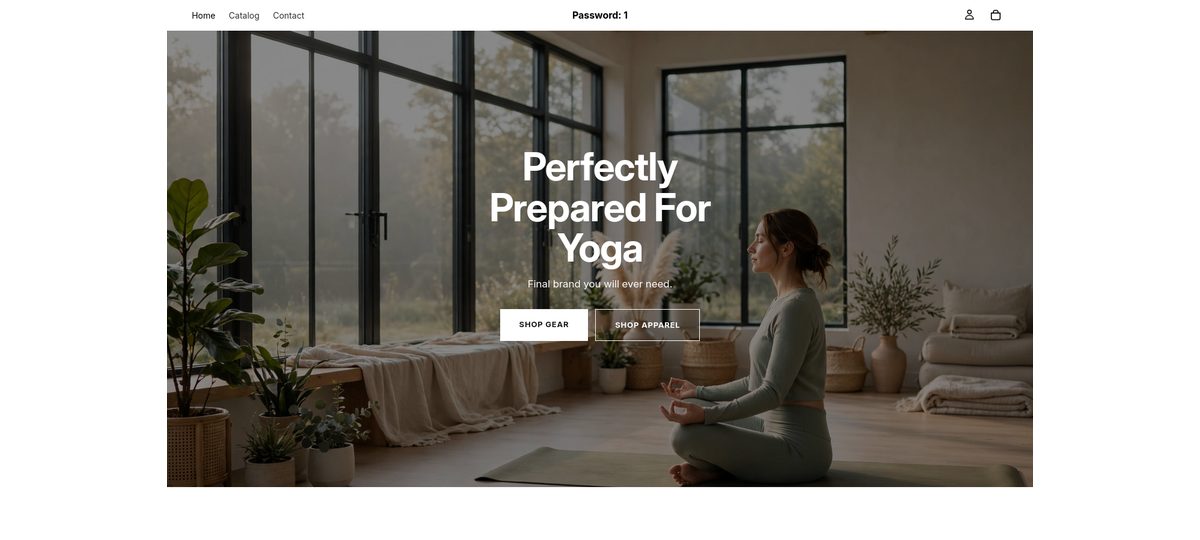 Home Catalog Contact Password: 1
Perfectly
Prepared For
Yoga
Final brand you will ever need.
SHOP GEAR SHOP APPAREL